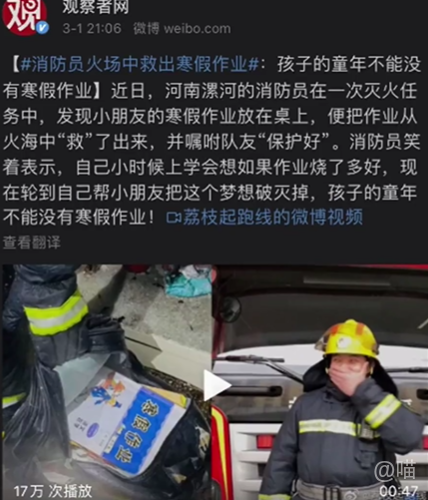 观
观察者网
3-1 21:06 微博 weibo.com
【#消防员火场中救出寒假作业#：孩子的童年不能没
有寒假作业】近日，河南漯河的消防员在一次灭火任
务中，发现小朋友的寒假作业放在桌上，便把作业从
火海中“救”了出来，并嘱咐队友“保护好”。消防员笑
着表示，自己小时候上学会想如果作业烧了多好，现
在轮到自己帮小朋友把这个梦想破灭掉，孩子的童年
不能没有寒假作业！荔枝起跑线的微博视频
查看翻译
寒假作业
17万 次播放
@喵
00:47